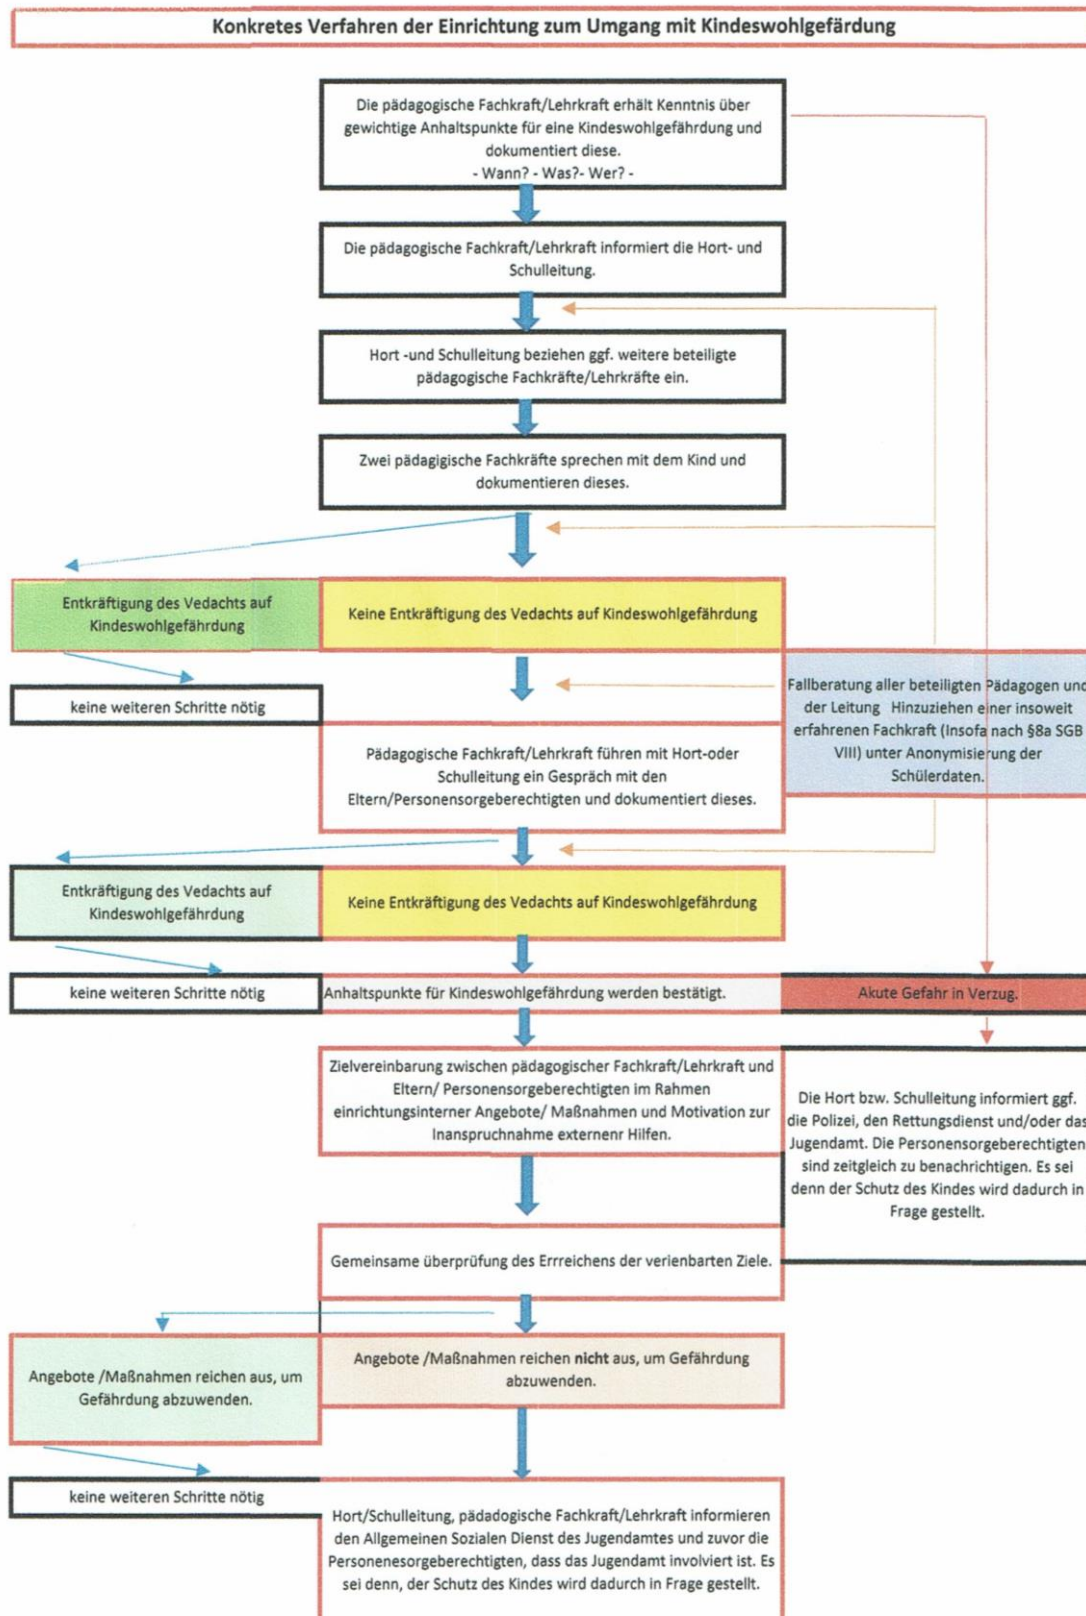 Konkretes Verfahren der Einrichtung zum Umgang mit Kindeswohlgefärdung
Die pädagogische Fachkraft/Lehrkraft erhält Kenntnis über
gewichtige Anhaltspunkte für eine Kindeswohlgefährdung und
dokumentiert diese.
- Wann? - Was?- Wer? -
Die pädagogische Fachkraft/Lehrkraft informiert die Hort- und
Schulleitung.
Hort -und Schulleitung beziehen ggf. weitere beteiligte
pädagogische Fachkräfte/Lehrkräfte ein.
Zwei pädagigische Fachkräfte sprechen mit dem Kind und
dokumentieren dieses.
Entkräftigung des Vedachts auf
Kindeswohlgefährdung
Keine Entkräftigung des Vedachts auf Kindeswohlgefährdung
keine weiteren Schritte nötig
Fallberatung aller beteiligten Pädagogen und
der Leitung Hinzuziehen einer insoweit
erfahrenen Fachkraft (Insofa nach §8a SGB
VIII) unter Anonymisierung der
Schülerdaten.
Pädagogische Fachkraft/Lehrkraft führen mit Hort-oder
Schulleitung ein Gespräch mit den
Eltern/Personensorgeberechtigten und dokumentiert dieses.
Entkräftigung des Vedachts auf
Kindeswohlgefährdung
Keine Entkräftigung des Vedachts auf Kindeswohlgefährdung
keine weiteren Schritte nötig
Anhaltspunkte für Kindeswohlgefährdung werden bestätigt.
Akute Gefahr in Verzug.
Zielvereinbarung zwischen pädagogischer Fachkraft/Lehrkraft und
Eltern/ Personensorgeberechtigten im Rahmen
einrichtungsinterner Angebote/ Maßnahmen und Motivation zur
Inanspruchnahme externenr Hilfen.
Die Hort bzw. Schulleitung informiert ggf.
die Polizei, den Rettungsdienst und/oder das
Jugendamt. Die Personensorgeberechtigten
sind zeitgleich zu benachrichtigen. Es sei
denn der Schutz des Kindes wird dadurch in
Frage gestellt.
Gemeinsame überprüfung des Errreichens der verienbarten Ziele.
Angebote /Maßnahmen reichen aus, um
Gefährdung abzuwenden.
Angebote /Maßnahmen reichen nicht aus, um Gefährdung
abzuwenden.
keine weiteren Schritte nötig
Hort/Schulleitung, pädadogische Fachkraft/Lehrkraft informieren
den Allgemeinen Sozialen Dienst des Jugendamtes und zuvor die
Personenesorgeberechtigten, dass das Jugendamt involviert ist. Es
sei denn, der Schutz des Kindes wird dadurch in Frage gestellt.